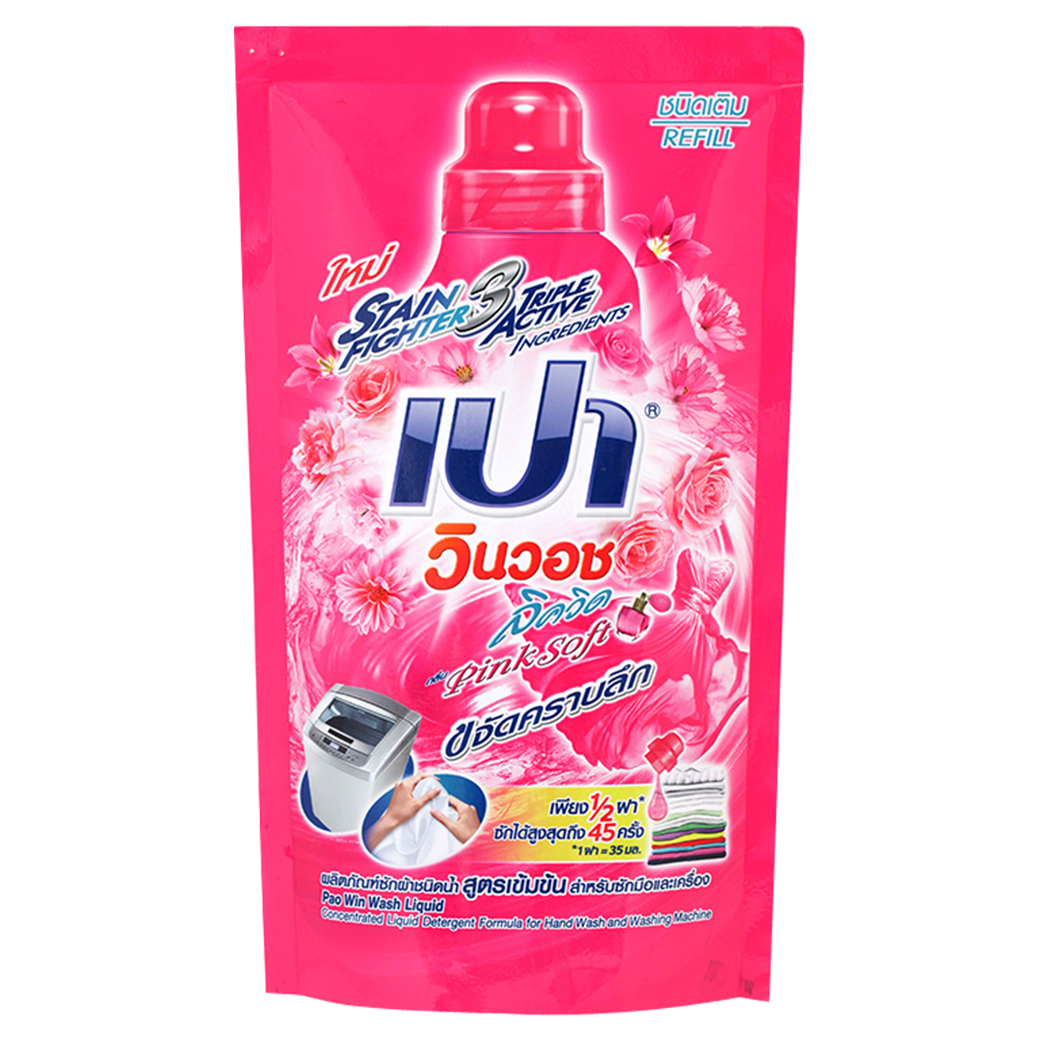 ชนิดเติม
REFILL
ใหม่
STAIN FIGHTER 3 TRIPLE ACTIVE INGREDIENTS
เปา®
วินวอช
ลิควิด
กลิ่น Pink Soft
ขจัดคราบลึก
เพียง 1/2 ฝา*
ซักได้สูงสุดถึง 45 ครั้ง
*1 ฝา = 35 มล.
ผลิตภัณฑ์ซักผ้าชนิดน้ำ สูตรเข้มข้น สำหรับซักมือและเครื่อง
Pao Win Wash Liquid
Concentrated Liquid Detergent Formula for Hand Wash and Washing Machine